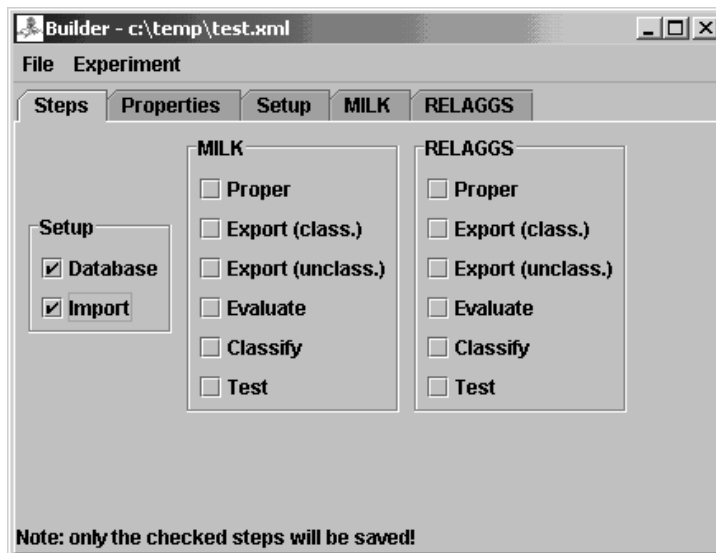 Builder - c:\temp\test.xml
File Experiment
Steps Properties Setup MILK RELAGGS
Setup
Database
Import
MILK
Proper
Export (class.)
Export (unclass.)
Evaluate
Classify
Test
RELAGGS
Proper
Export (class.)
Export (unclass.)
Evaluate
Classify
Test
Note: only the checked steps will be saved!